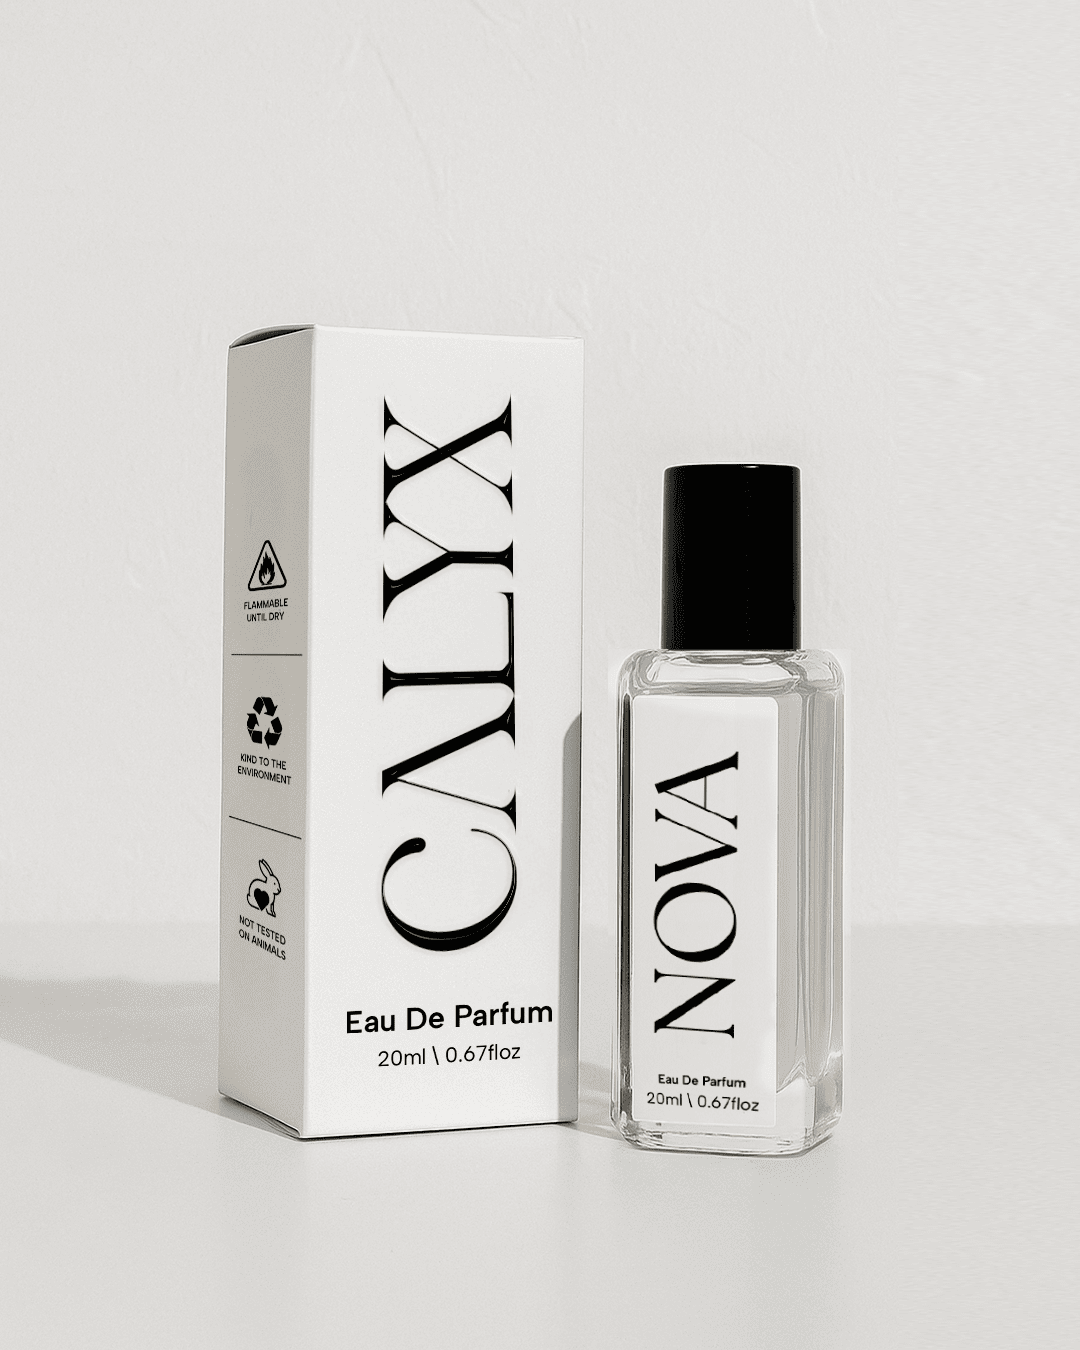 FLAMMABLE
UNTIL DRY
KIND TO THE
ENVIRONMENT
NOT TESTED
ON ANIMALS
CALYX
Eau De Parfum
20ml \ 0.67floz
NOVA
Eau De Parfum
20ml \ 0.67floz